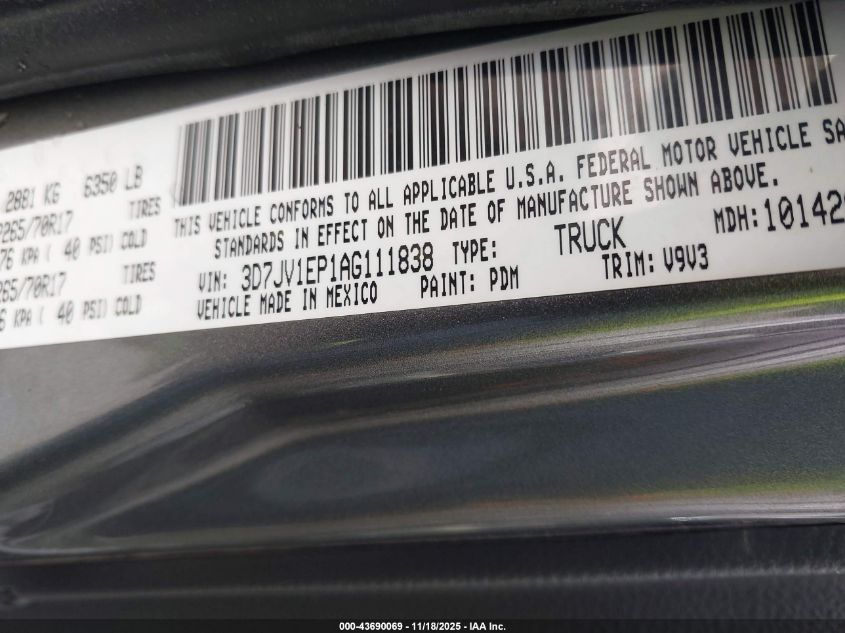 2881 KG 6350 LB
265/70R17 TIRES
76 KPA ( 40 PSI) COLD
265/70R17 TIRES
6 KPA ( 40 PSI) COLD
THIS VEHICLE CONFORMS TO ALL APPLICABLE U.S.A. FEDERAL MOTOR VEHICLE SA
STANDARDS IN EFFECT ON THE DATE OF MANUFACTURE SHOWN ABOVE.
VIN: 3D7JV1EP1AG111838 TYPE: TRUCK MDH: 10142
VEHICLE MADE IN MEXICO PAINT: PDM TRIM: V9V3
000-43690069 - 11/18/2025 - IAA Inc.